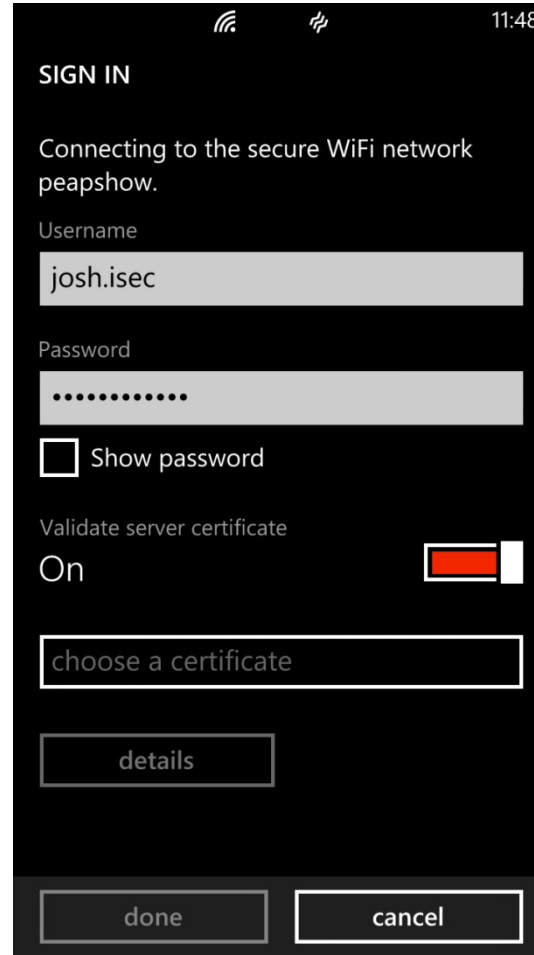 11:48
SIGN IN
Connecting to the secure WiFi network
peapshow.
Username
josh.isec
Password
••••••••••••
Show password
Validate server certificate
On
choose a certificate
details
done
cancel